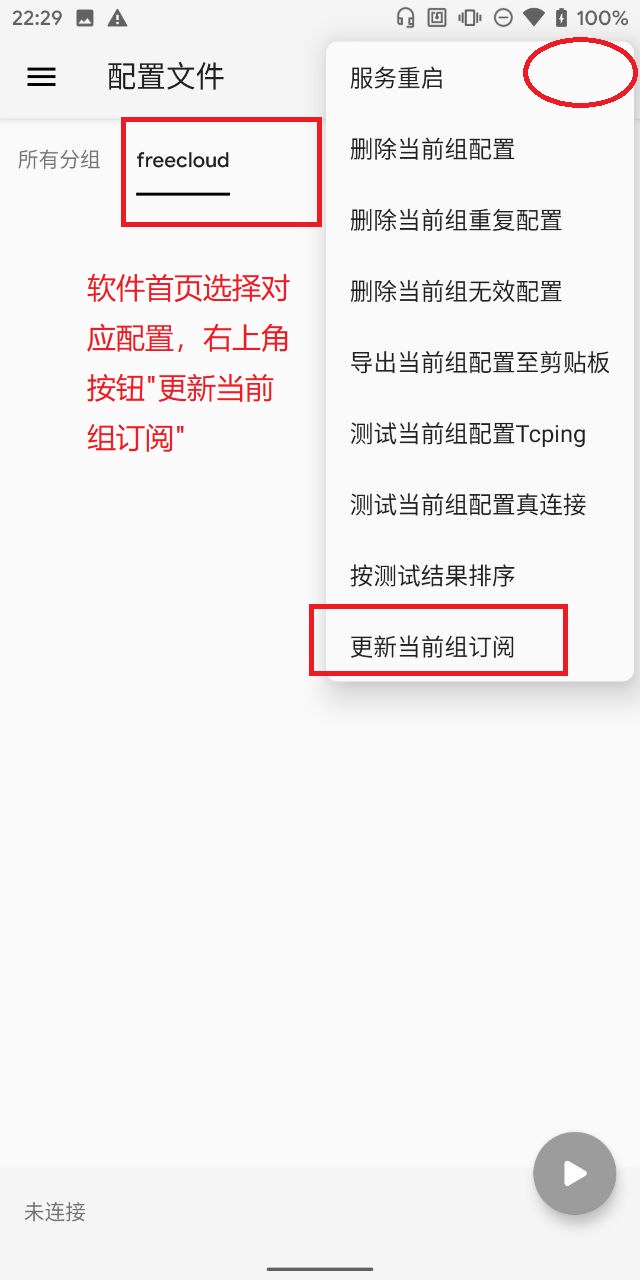 22:29
100%
配置文件
所有分组
freecloud
软件首页选择对
应配置，右上角
按钮"更新当前
组订阅"
服务重启
删除当前组配置
删除当前组重复配置
删除当前组无效配置
导出当前组配置至剪贴板
测试当前组配置Tcping
测试当前组配置真连接
按测试结果排序
更新当前组订阅
未连接